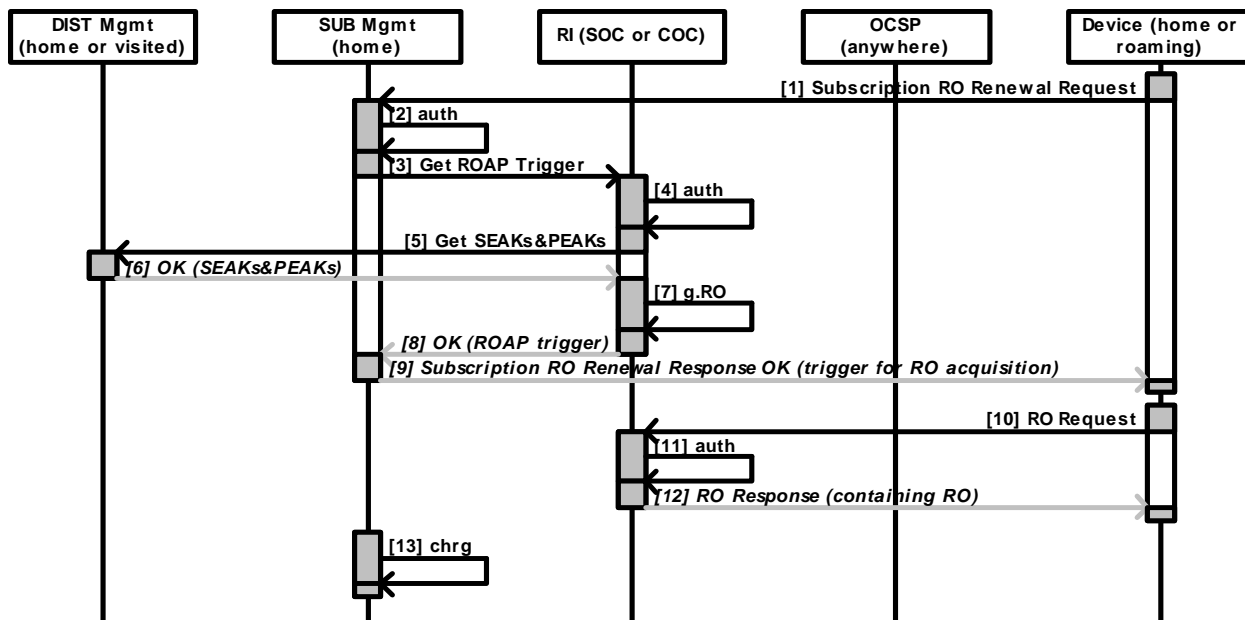 DIST Mgmt
(home or visited)
SUB Mgmt
(home)
RI (SOC or COC)
OCSP
(anywhere)
Device (home or
roaming)
[1] Subscription RO Renewal Request
[2] auth
[3] Get ROAP Trigger
[4] auth
[5] Get SEAKs&PEAKs
[6] OK (SEAKs&PEAKs)
[7] g.RO
[8] OK (ROAP trigger)
[9] Subscription RO Renewal Response OK (trigger for RO acquisition)
[10] RO Request
[11] auth
[12] RO Response (containing RO)
[13] chrg